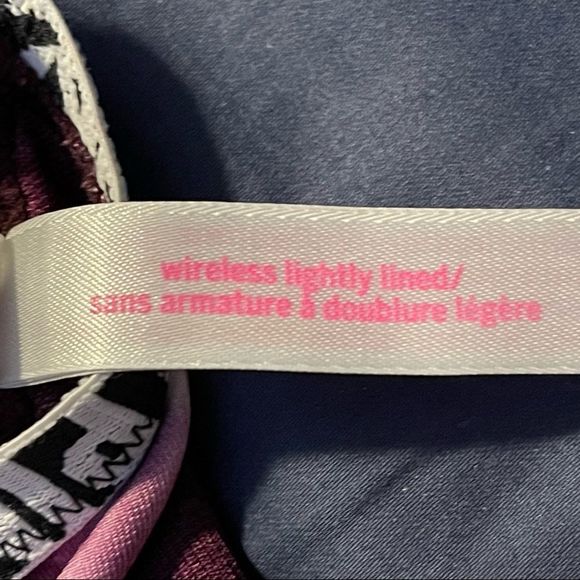 wireless lightly lined/
sans armature à doublure légère